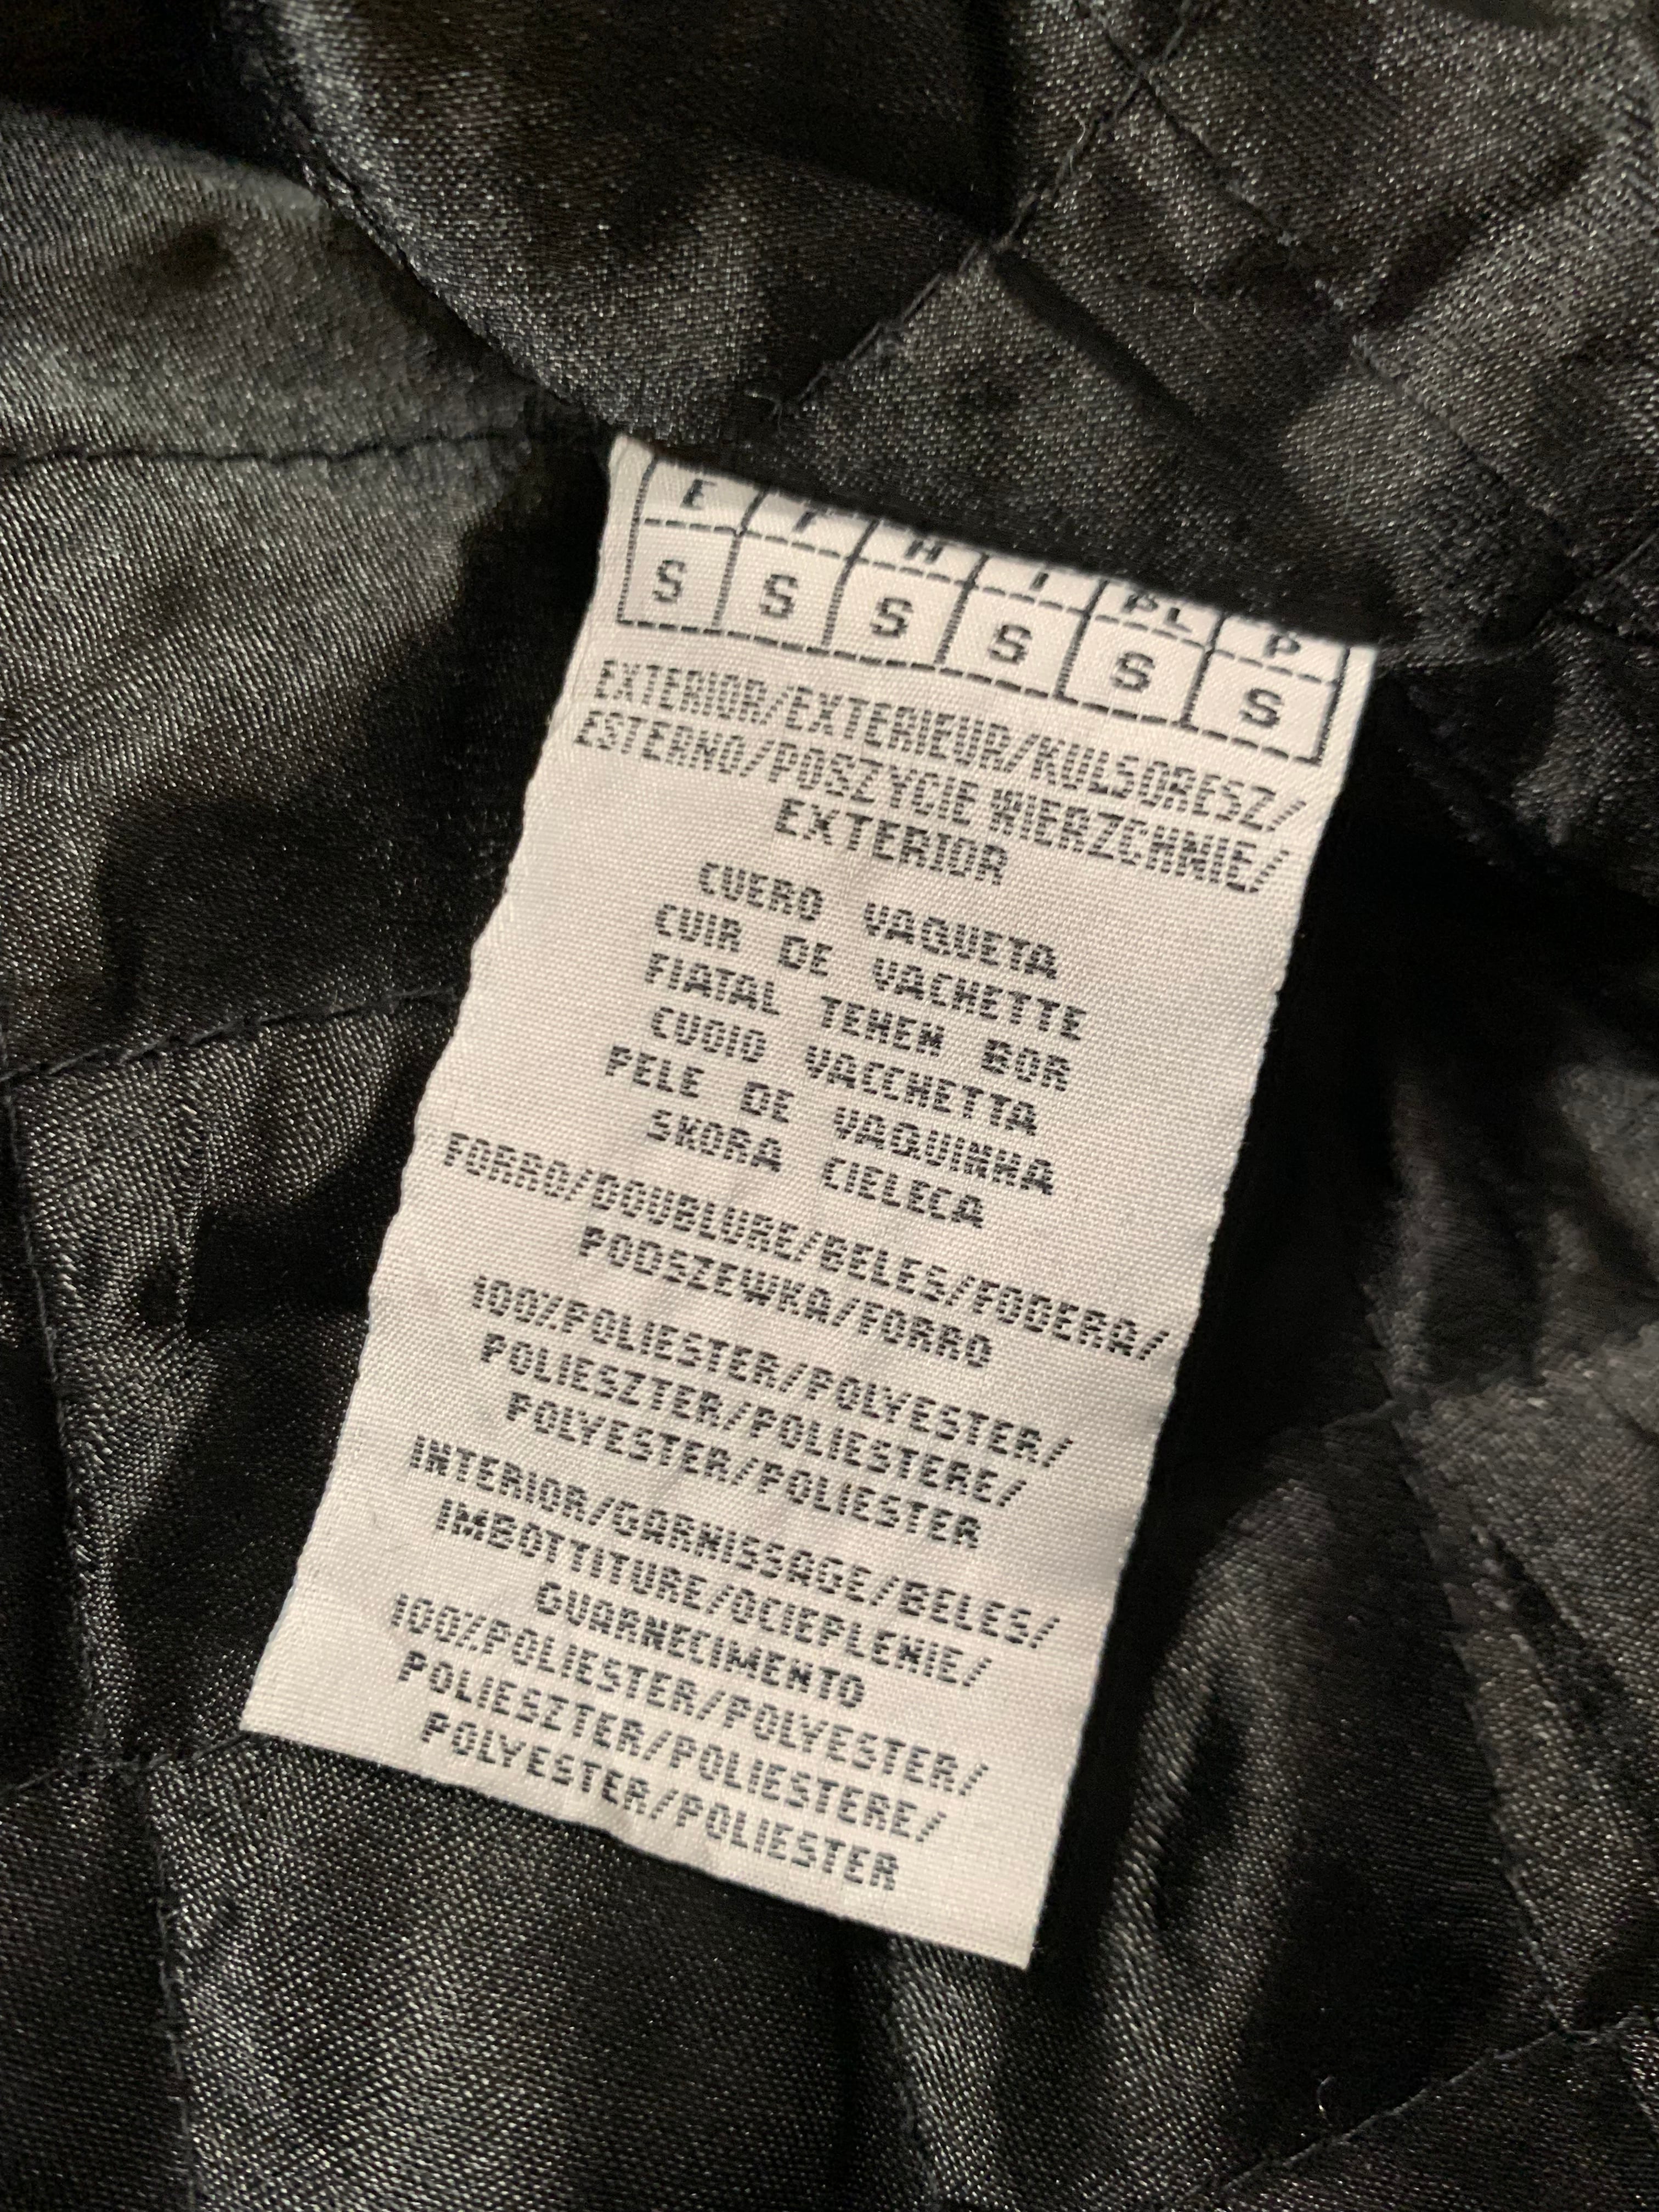 E F H I PL P
S S S S S S
EXTERIOR/EXTERIEUR/KULSORESZ/
ESTERNO/POSZYCIE WIERZCHNIE/
EXTERIOR
CUERO VAQUETA
CUIR DE VACHETTE
FIATAL TEHEN BOR
CUOIO VACCHETTA
PELE DE VAQUINHA
SKORA CIELECA
FORRO/DOUBLURE/BELES/FODERA/
PODSZEWKA/FORRO
100%POLIESTER/POLYESTER/
POLIESZTER/POLIESTERE/
POLYESTER/POLIESTER
INTERIOR/GARNISSAGE/BELES/
IMBOTTITURE/OCIEPLENIE/
GUARNECIMENTO
100%POLIESTER/POLYESTER/
POLIESZTER/POLIESTERE/
POLYESTER/POLIESTER